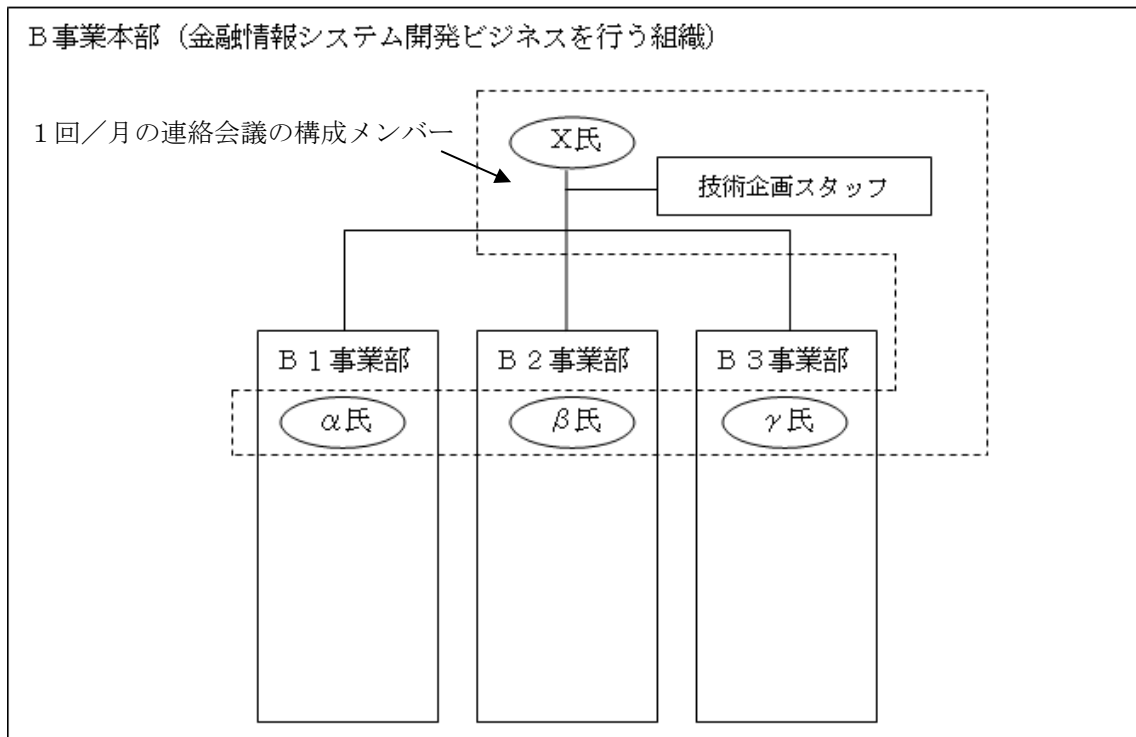 B事業本部（金融情報システム開発ビジネスを行う組織）
１回／月の連絡会議の構成メンバー
X氏
技術企画スタッフ
B１事業部
B２事業部
B３事業部
α氏
β氏
γ氏